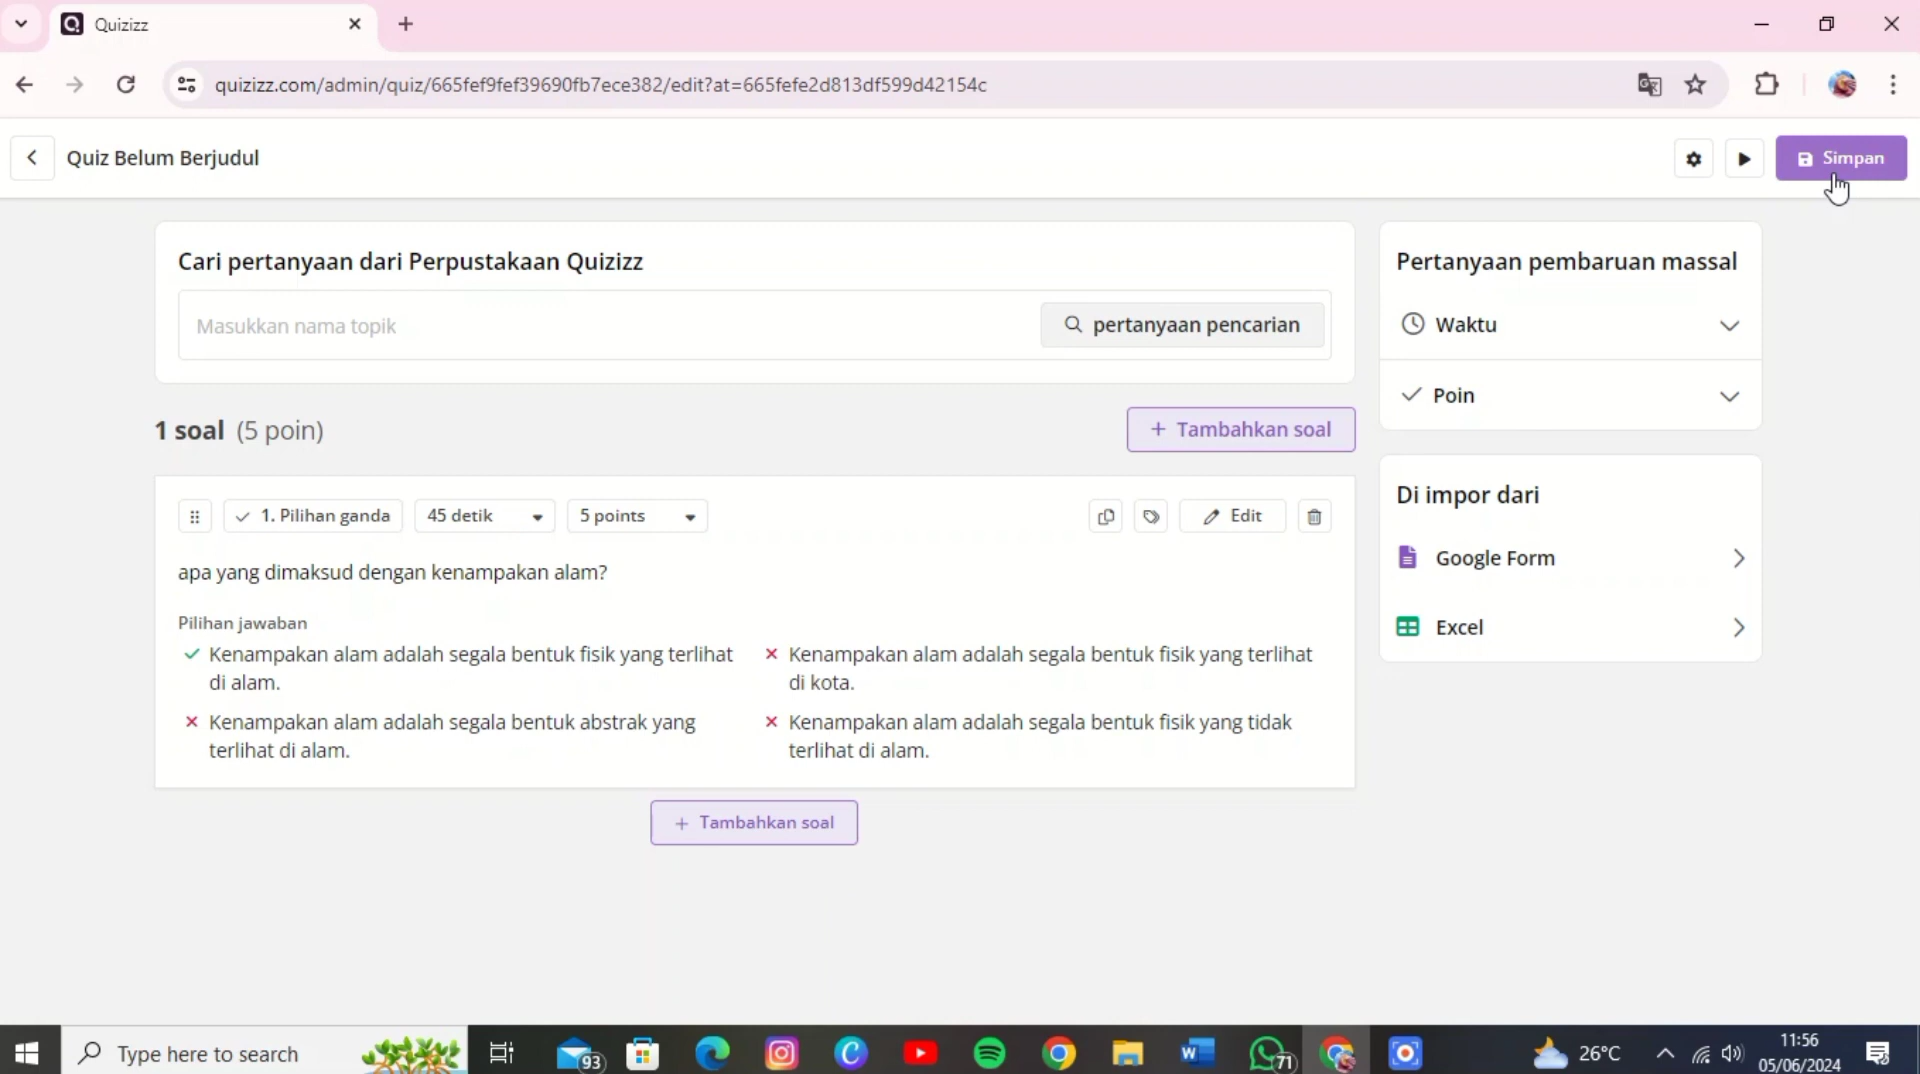 Quizizz
quizizz.com/admin/quiz/665fef9fef39690fb7ece382/edit?at=665fefe2d813df599d42154c
Quiz Belum Berjudul
Simpan
Cari pertanyaan dari Perpustakaan Quizizz
Masukkan nama topik
pertanyaan pencarian
Pertanyaan pembaruan massal
Waktu
Poin
1 soal (5 poin)
+ Tambahkan soal
Di impor dari
Google Form
Excel
1. Pilihan ganda
45 detik
5 points
Edit
apa yang dimaksud dengan kenampakan alam?
Pilihan jawaban
Kenampakan alam adalah segala bentuk fisik yang terlihat
di alam.
Kenampakan alam adalah segala bentuk fisik yang terlihat
di kota.
Kenampakan alam adalah segala bentuk abstrak yang
terlihat di alam.
Kenampakan alam adalah segala bentuk fisik yang tidak
terlihat di alam.
+ Tambahkan soal
Type here to search
93
71
26°C
11:56
05/06/2024